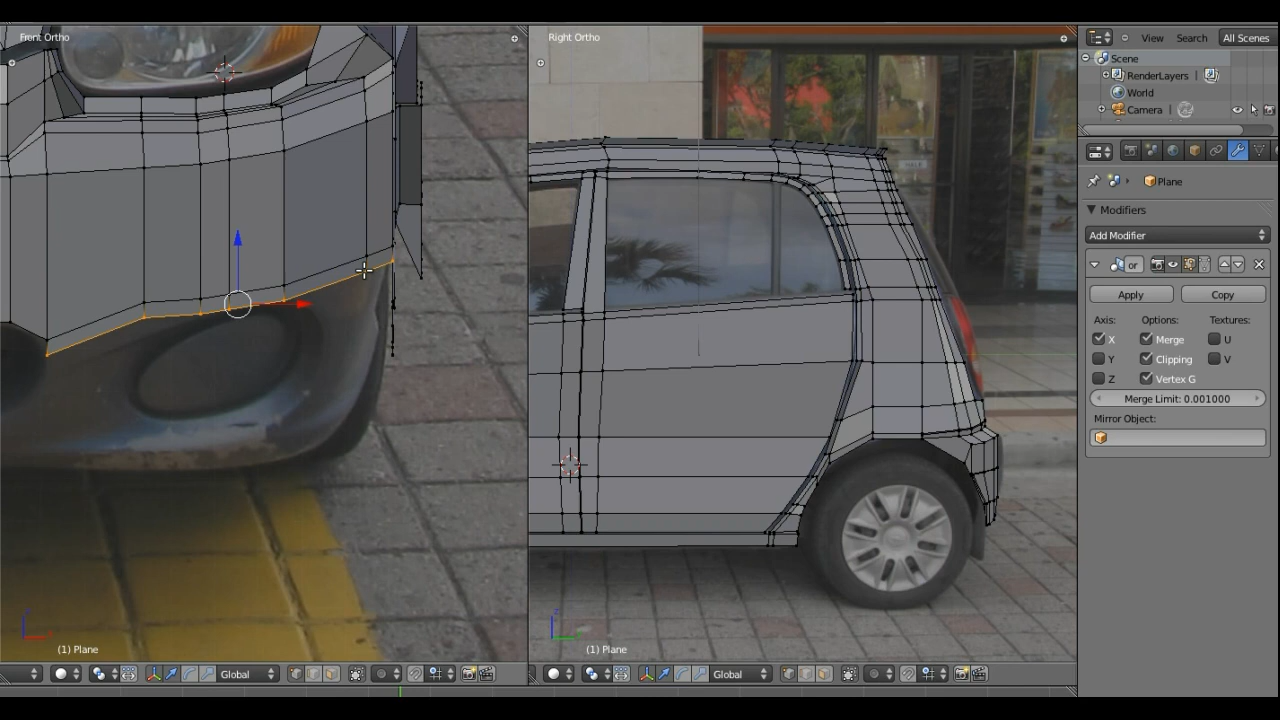 Front Ortho
Right Ortho
View Search All Scenes
Scene
RenderLayers
World
Camera
Plane
Modifiers
Add Modifier
or
Apply Copy
Axis: Options: Textures:
X Merge U
Y Clipping V
Z Vertex G
Merge Limit: 0.001000
Mirror Object:
(1) Plane
(1) Plane
Global
Global